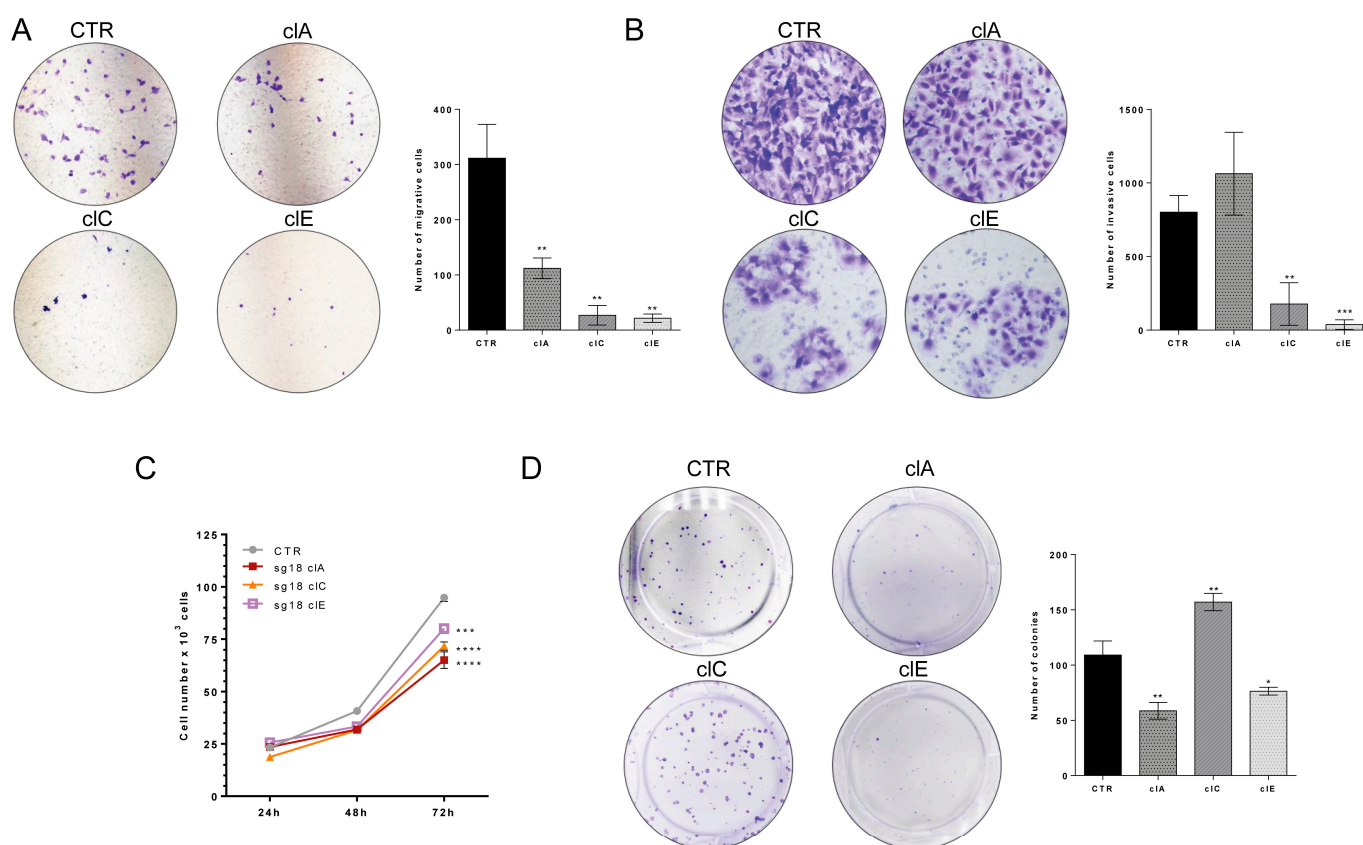 A
CTR
clA
clC
clE
Number of migrative cells
400
300
200
100
0
**
**
**
CTR
clA
clC
clE
B
CTR
clA
clC
clE
Number of invasive cells
1500
1000
500
0
**
***
CTR
clA
clC
clE
C
Cell number x 10³ cells
125
100
75
50
25
0
CTR
sg18 clA
sg18 clC
sg18 clE
***
****
****
24h
48h
72h
D
CTR
clA
clC
clE
Number of colonies
200
150
100
50
0
**
**
*
CTR
clA
clC
clE